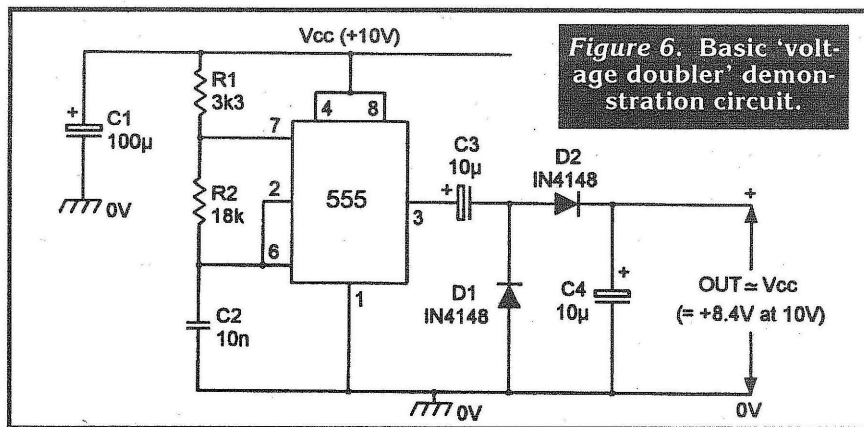 Figure 6. Basic ‘volt-
age doubler’ demon-
stration circuit.
Vcc (+10V)
R1
3k3
4 8
+
C1
100µ
7
C3
10µ
+
D2
IN4148
+
0V
R2
18k
2
555
3
6
+
1
D1
IN4148
C4
10µ
OUT ≃ Vcc
(= +8.4V at 10V)
C2
10n
0V
0V